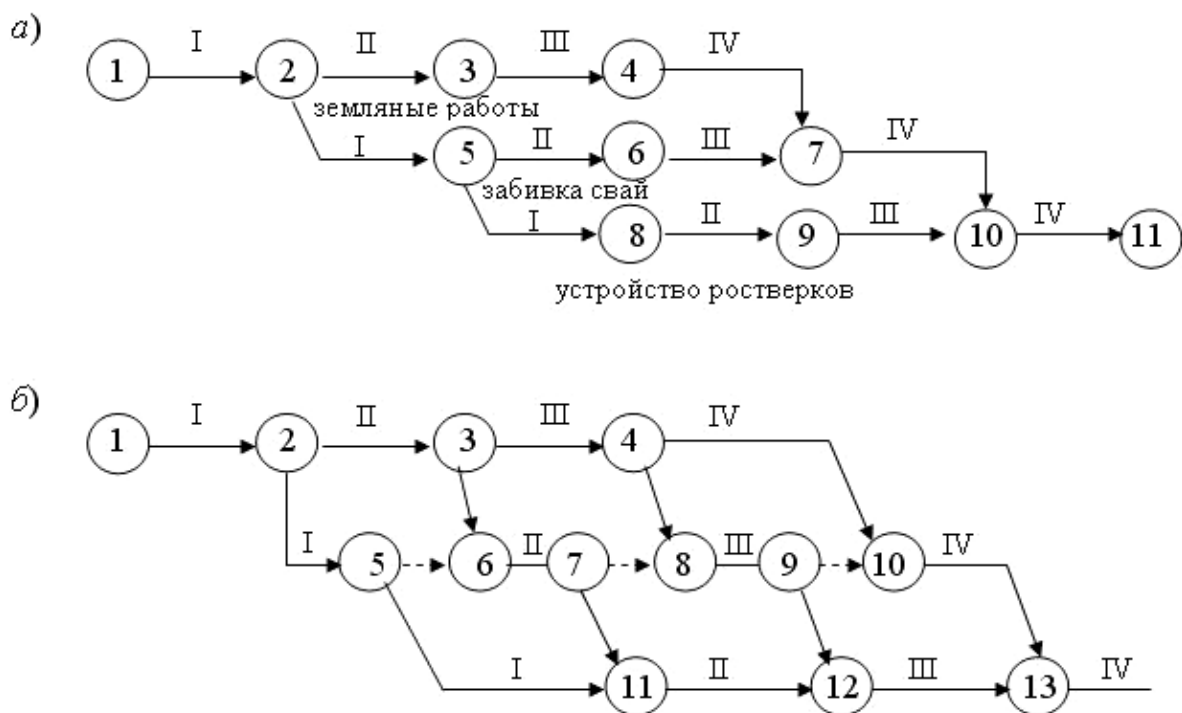 а)
I II III IV
1 2 3 4
земляные работы
I II III IV
5 6 7
забивка свай
I II III IV
8 9 10 11
устройство ростверков
б)
I II III IV
1 2 3 4
I II III IV
5 6 7 8 9 10
I II III IV
11 12 13